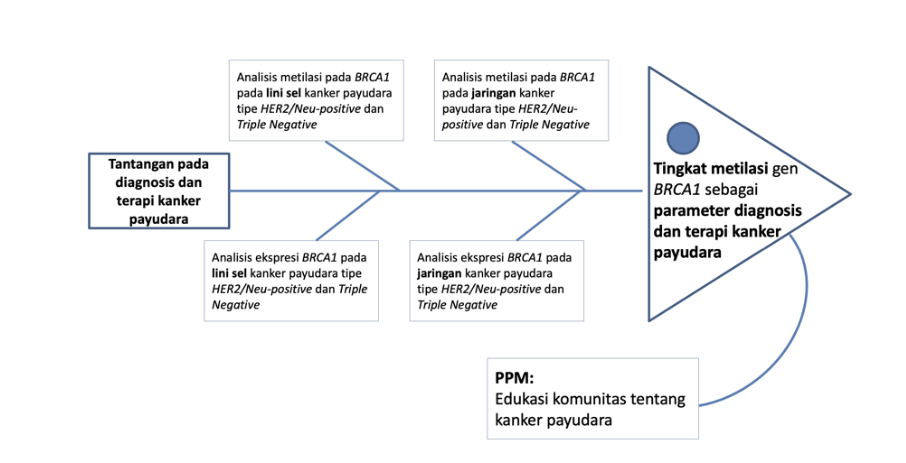 Analisis metilasi pada BRCA1
pada lini sel kanker payudara
tipe HER2/Neu-positive dan
Triple Negative
Analisis metilasi pada BRCA1
pada jaringan kanker
payudara tipe HER2/Neu-
positive dan Triple Negative
Tantangan pada
diagnosis dan
terapi kanker
payudara
Tingkat metilasi gen
BRCA1 sebagai
parameter diagnosis
dan terapi kanker
payudara
Analisis ekspresi BRCA1 pada
lini sel kanker payudara tipe
HER2/Neu-positive dan Triple
Negative
Analisis ekspresi BRCA1 pada
jaringan kanker payudara
tipe HER2/Neu-positive dan
Triple Negative
PPM:
Edukasi komunitas tentang
kanker payudara